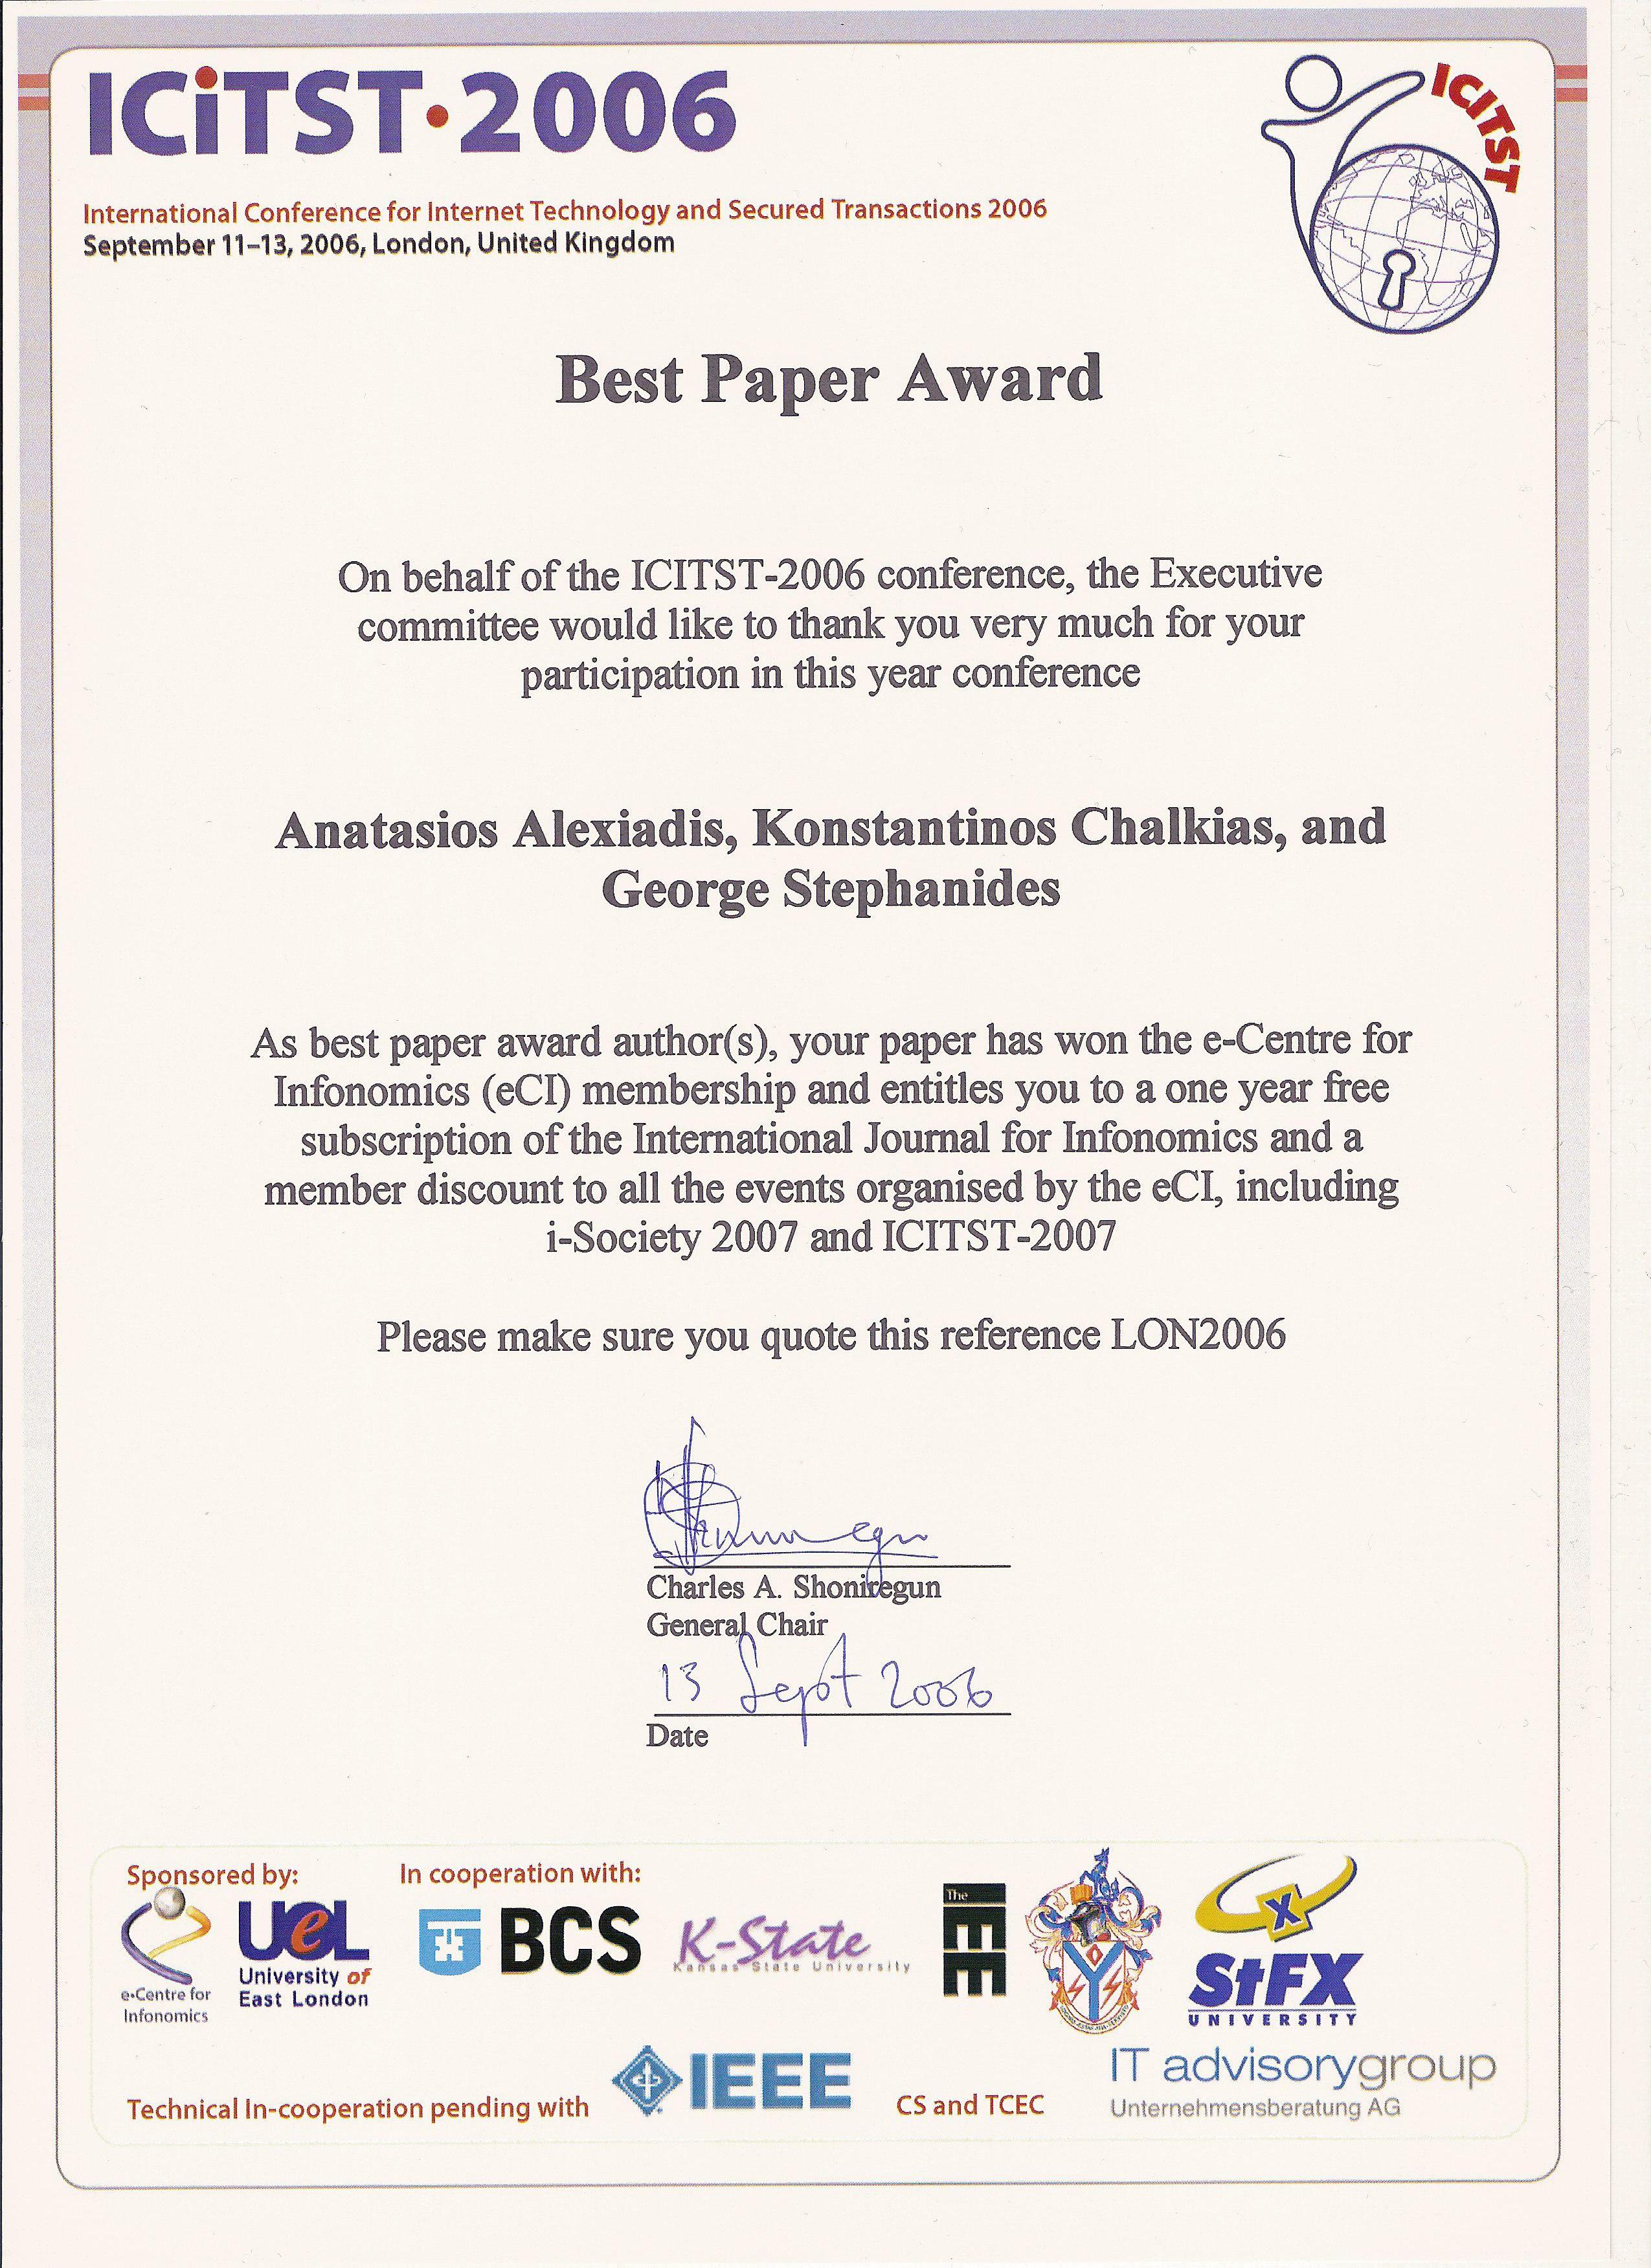 ICiTST·2006
ICITST
International Conference for Internet Technology and Secured Transactions 2006
September 11–13, 2006, London, United Kingdom
Best Paper Award
On behalf of the ICITST-2006 conference, the Executive
committee would like to thank you very much for your
participation in this year conference
Anatasios Alexiadis, Konstantinos Chalkias, and
George Stephanides
As best paper award author(s), your paper has won the e-Centre for
Infonomics (eCI) membership and entitles you to a one year free
subscription of the International Journal for Infonomics and a
member discount to all the events organised by the eCI, including
i-Society 2007 and ICITST-2007
Please make sure you quote this reference LON2006
Charles A. Shoniregun
General Chair
13 Sept 2006
Date
Sponsored by:
In cooperation with:
e-Centre for
Infonomics
UeL
University of
East London
BCS
K-State
Kansas State University
The
IEE
X
StFX
UNIVERSITY
Technical In-cooperation pending with
IEEE
CS and TCEC
IT advisorygroup
Unternehmensberatung AG